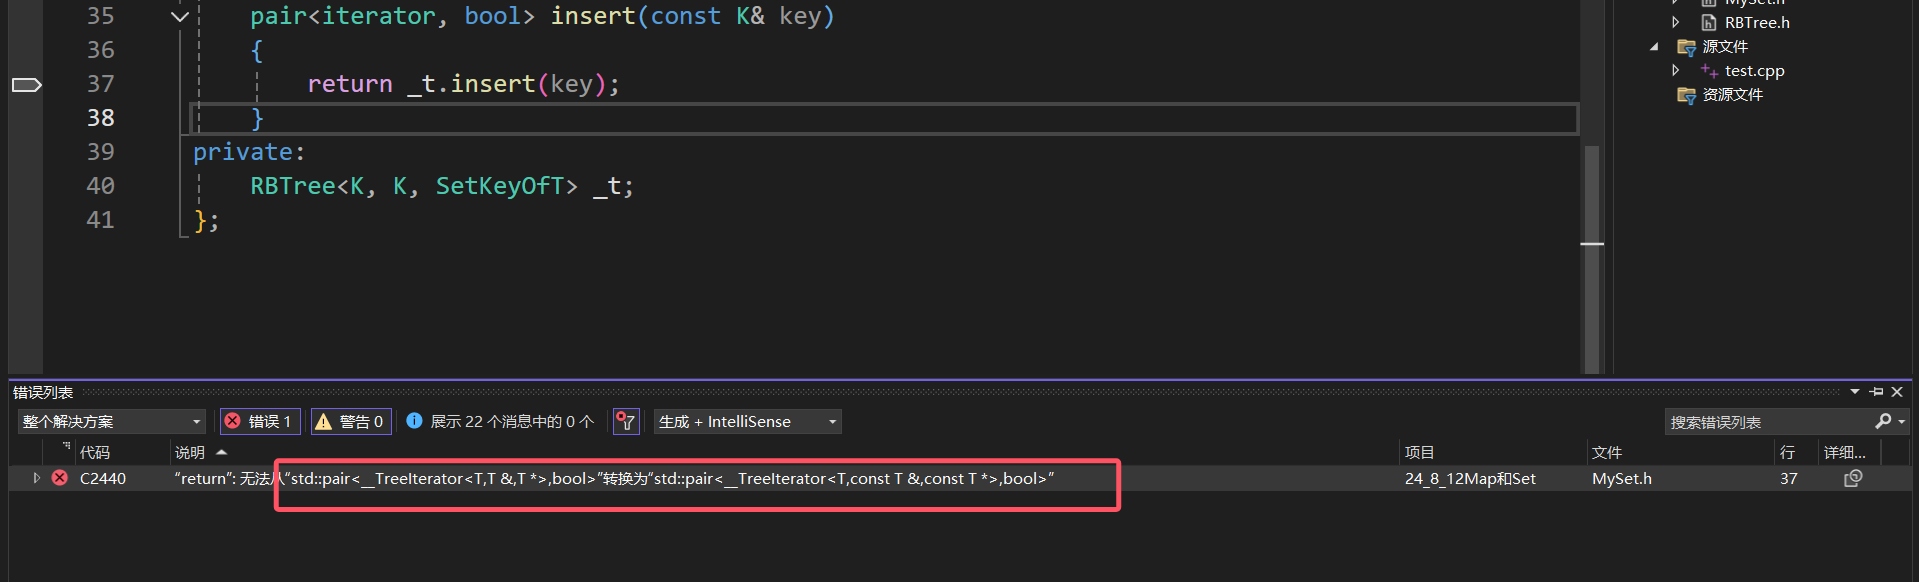 35 pair<iterator, bool> insert(const K& key)
36 {
37 return _t.insert(key);
38 }
39 private:
40 RBTree<K, K, SetKeyOfT> _t;
41 };
MySet.h
RBTree.h
源文件
test.cpp
资源文件
错误列表
整个解决方案 错误 1 警告 0 展示 22 个消息中的 0 个 生成 + IntelliSense 搜索错误列表
代码 说明 项目 文件 行 详细...
C2440 “return”: 无法从“std::pair<__TreeIterator<T,T &,T *>,bool>”转换为“std::pair<__TreeIterator<T,const T &,const T *>,bool>” 24_8_12Map和Set MySet.h 37